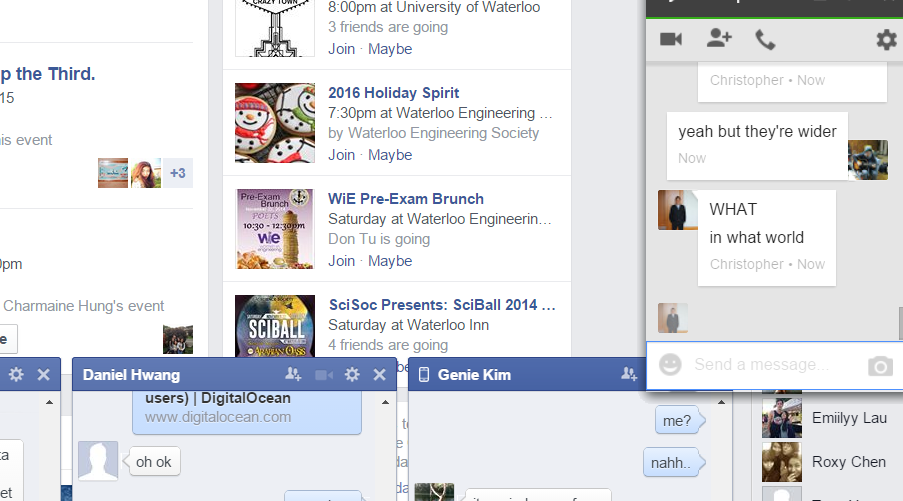 p the Third.
15
is event
+3
0pm
Charmaine Hung's event
e
CRAZY TOWN
8:00pm at University of Waterloo
3 friends are going
Join · Maybe
2016 Holiday Spirit
7:30pm at Waterloo Engineering ...
by Waterloo Engineering Society
Join · Maybe
Pre-Exam
Brunch
POETS
10:30 - 12:30pm
WiE
WiE Pre-Exam Brunch
Saturday at Waterloo Engineerin...
Don Tu is going
Join · Maybe
SCIBALL
ARABIAN OASIS
SciSoc Presents: SciBall 2014 ...
Saturday at Waterloo Inn
4 friends are going
Christopher • Now
yeah but they're wider
Now
WHAT
in what world
Christopher • Now
Send a message...
ta
et
Daniel Hwang
users) | DigitalOcean
www.digitalocean.com
oh ok
Genie Kim
me?
nahh..
Emiilyy Lau
Roxy Chen